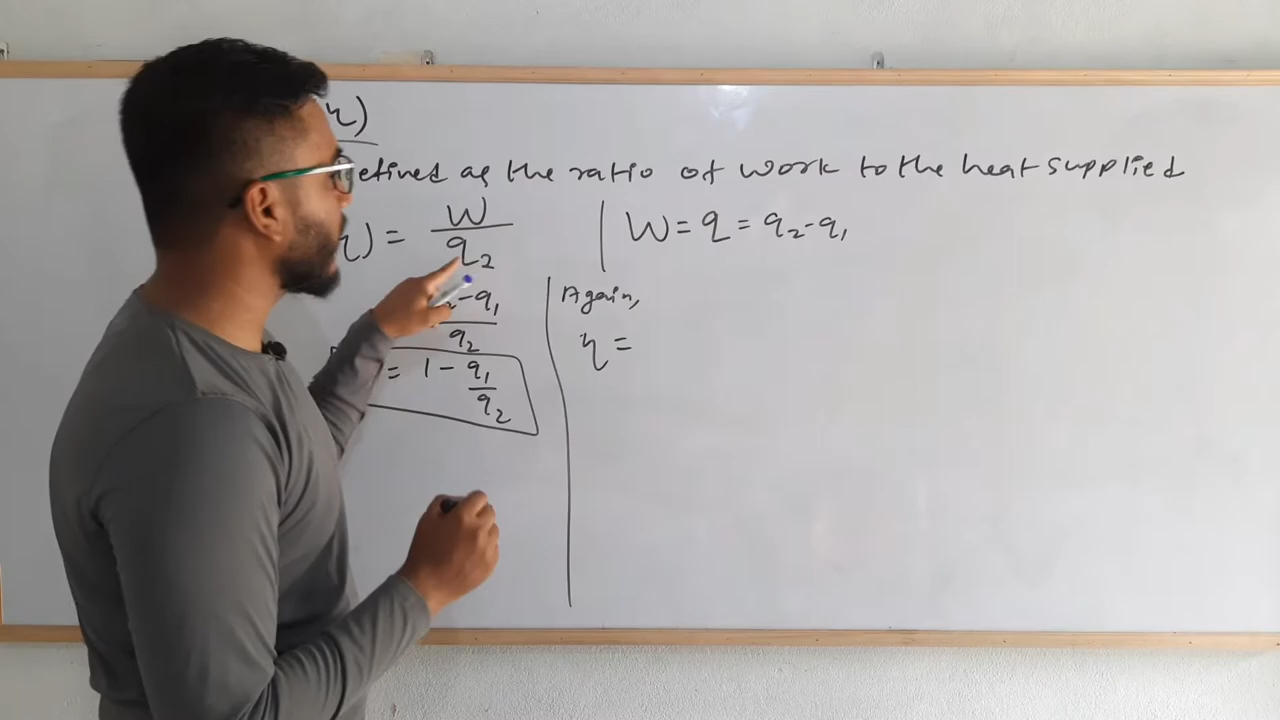 η)
efined as the ratio of work to the heat supplied
η) = W/q₂ | W = q = q₂-q₁
₂-q₁/q₂
= 1 - q₁/q₂
Again,
η =